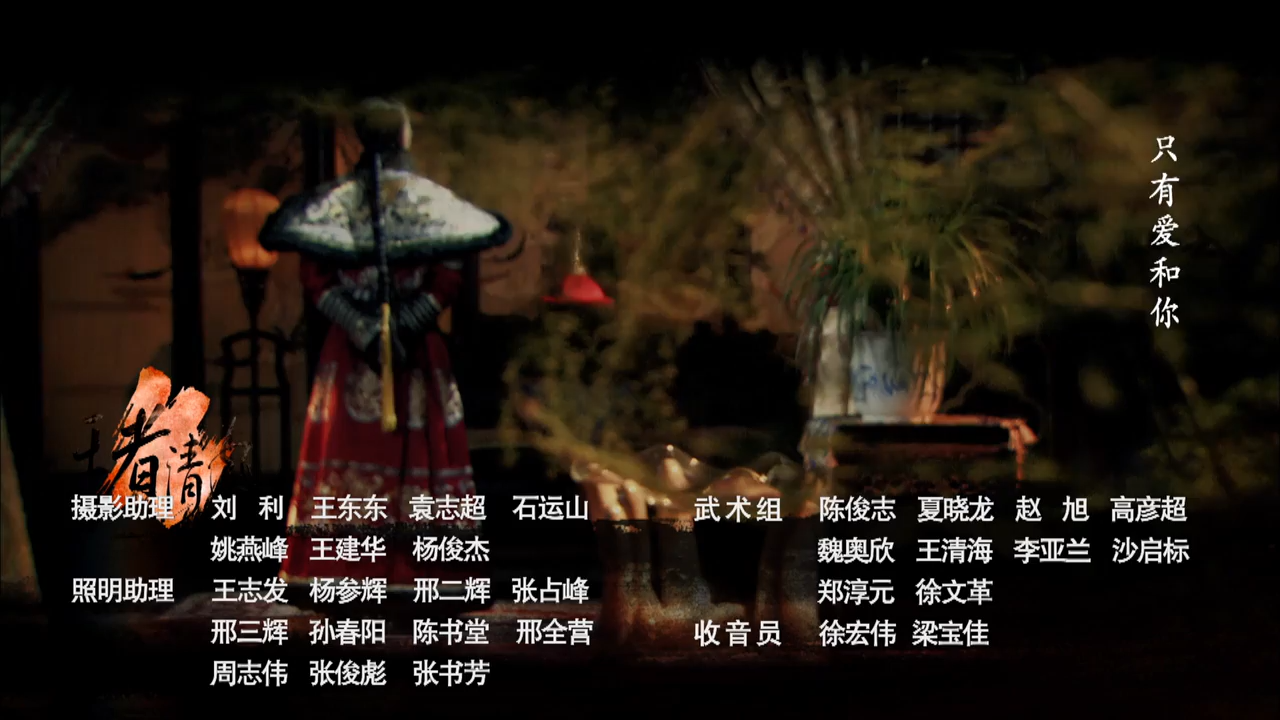 只有爱和你
王者清
摄影助理 刘 利 王东东 袁志超 石运山
姚燕峰 王建华 杨俊杰
照明助理 王志发 杨参辉 邢二辉 张占峰
邢三辉 孙春阳 陈书堂 邢全营
周志伟 张俊彪 张书芳
武术组 陈俊志 夏晓龙 赵 旭 高彦超
魏奥欣 王清海 李亚兰 沙启标
郑淳元 徐文革
收音员 徐宏伟 梁宝佳